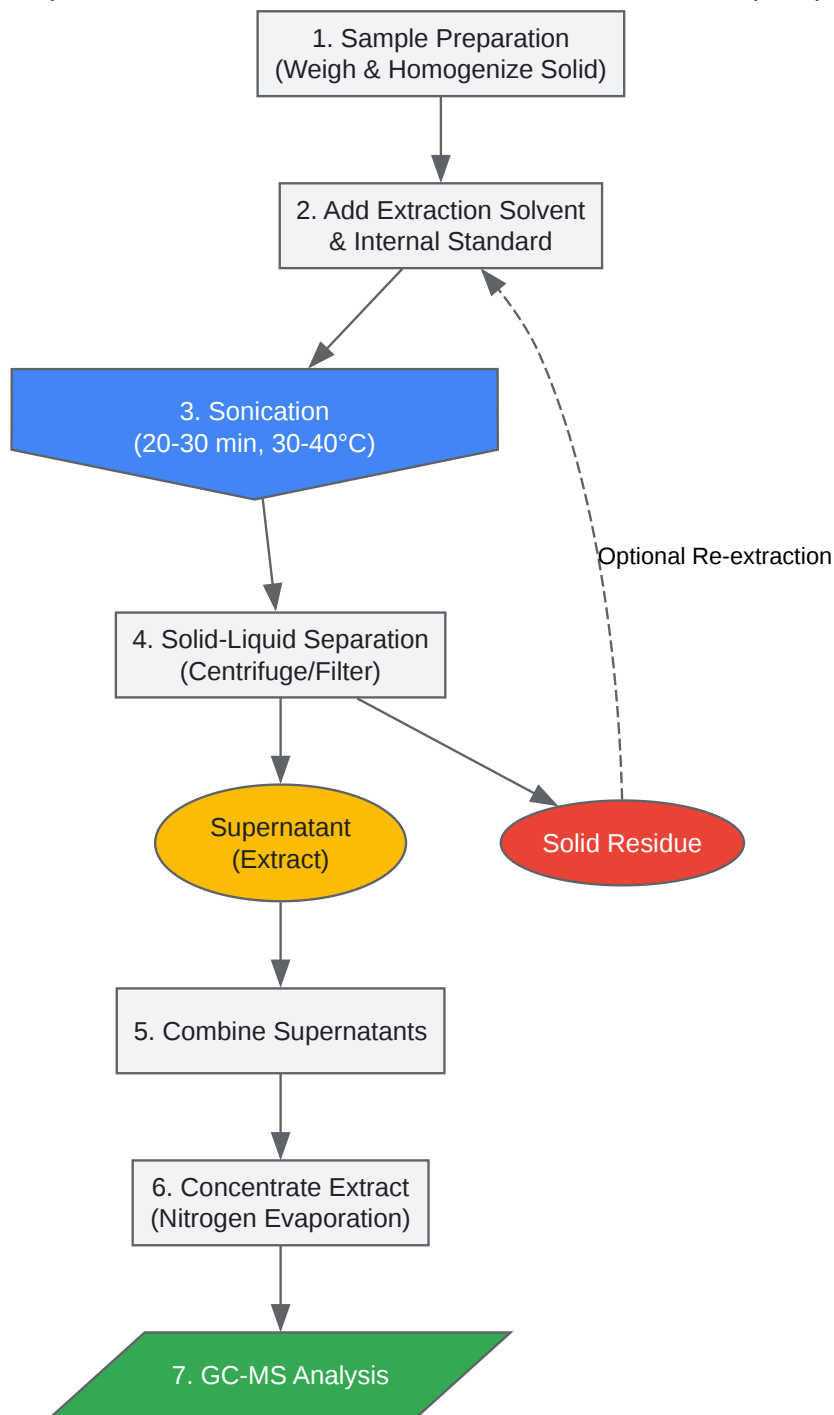 1. Sample Preparation
(Weigh & Homogenize Solid)
2. Add Extraction Solvent
& Internal Standard
3. Sonication
(20-30 min, 30-40°C)
Optional Re-extraction
4. Solid-Liquid Separation
(Centrifuge/Filter)
Supernatant
(Extract)
Solid Residue
5. Combine Supernatants
6. Concentrate Extract
(Nitrogen Evaporation)
7. GC-MS Analysis